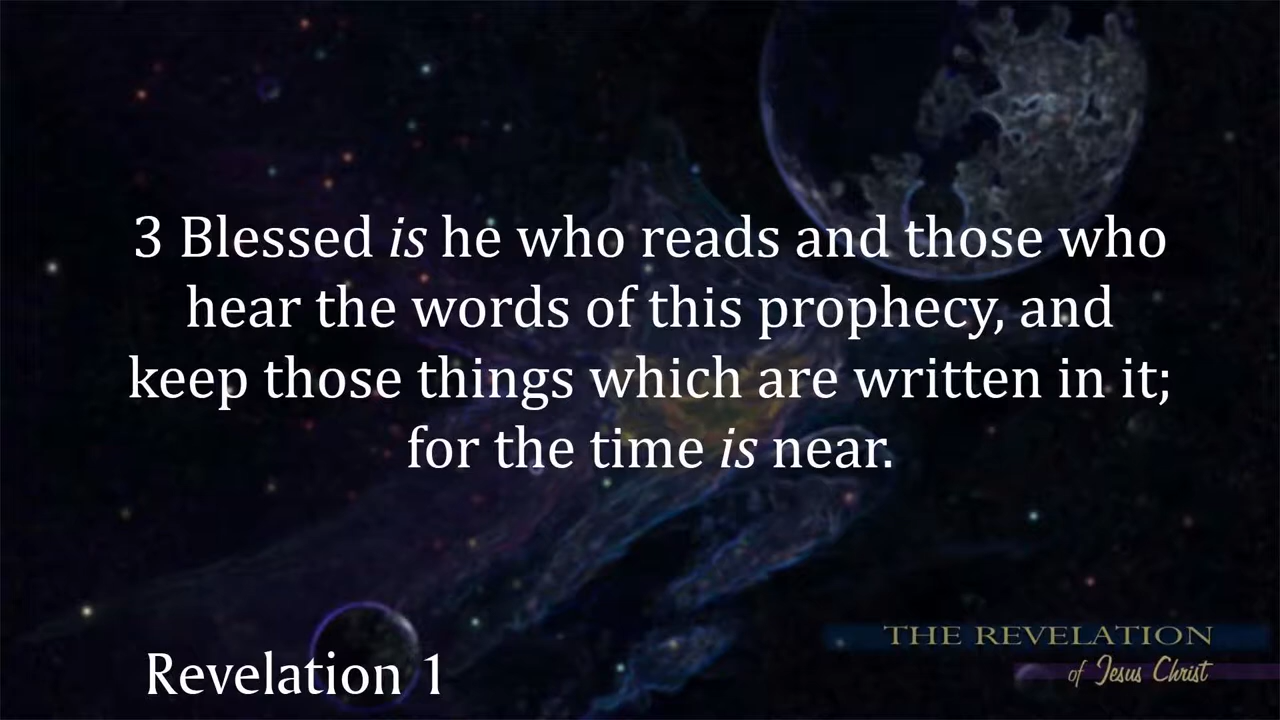 3 Blessed is he who reads and those who
hear the words of this prophecy, and
keep those things which are written in it;
for the time is near.
Revelation 1
THE REVELATION
of Jesus Christ